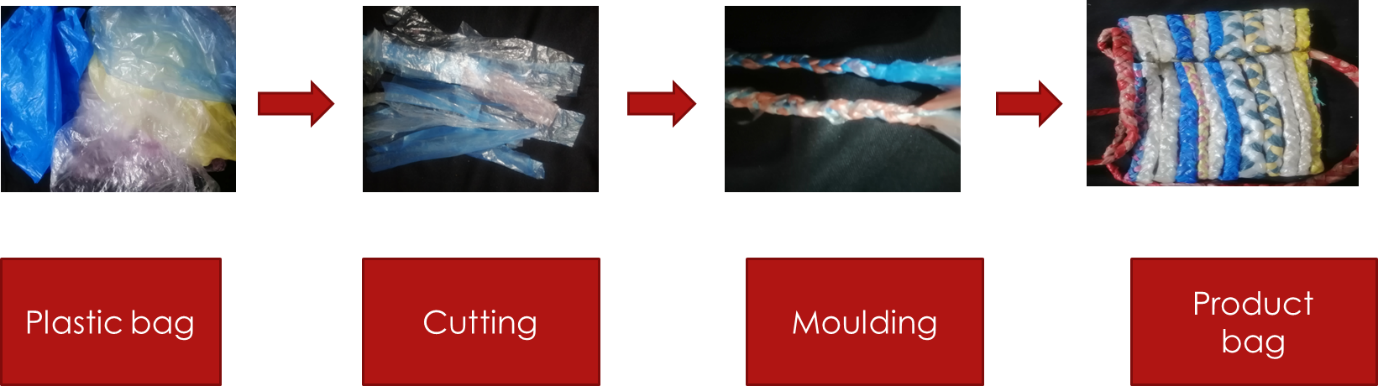 Plastic bag
Cutting
Moulding
Product
bag